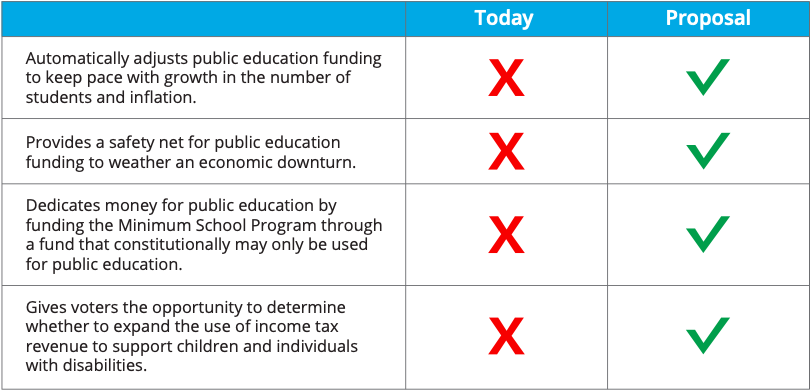 Today Proposal
Automatically adjusts public education funding
to keep pace with growth in the number of
students and inflation.
X
Provides a safety net for public education
funding to weather an economic downturn.
X
Dedicates money for public education by
funding the Minimum School Program through
a fund that constitutionally may only be used
for public education.
X
Gives voters the opportunity to determine
whether to expand the use of income tax
revenue to support children and individuals
with disabilities.
X